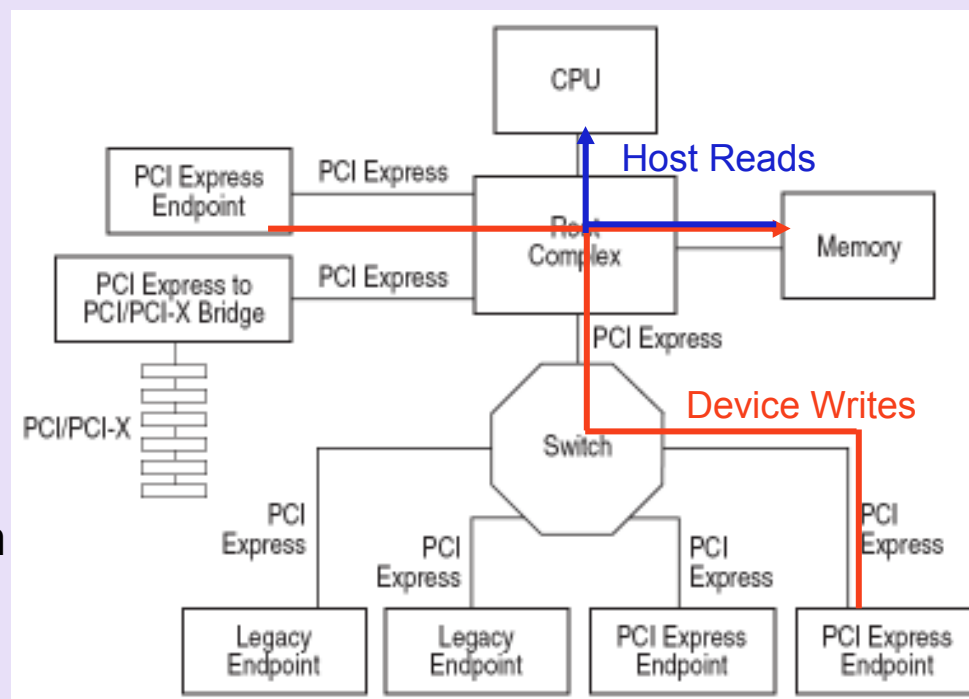 CPU
Host Reads
PCI Express
Endpoint
PCI Express
Root
Complex
Memory
PCI Express to
PCI/PCI-X Bridge
PCI Express
PCI Express
PCI/PCI-X
Device Writes
Switch
PCI
Express
PCI
Express
PCI
Express
PCI
Express
Legacy
Endpoint
Legacy
Endpoint
PCI Express
Endpoint
PCI Express
Endpoint